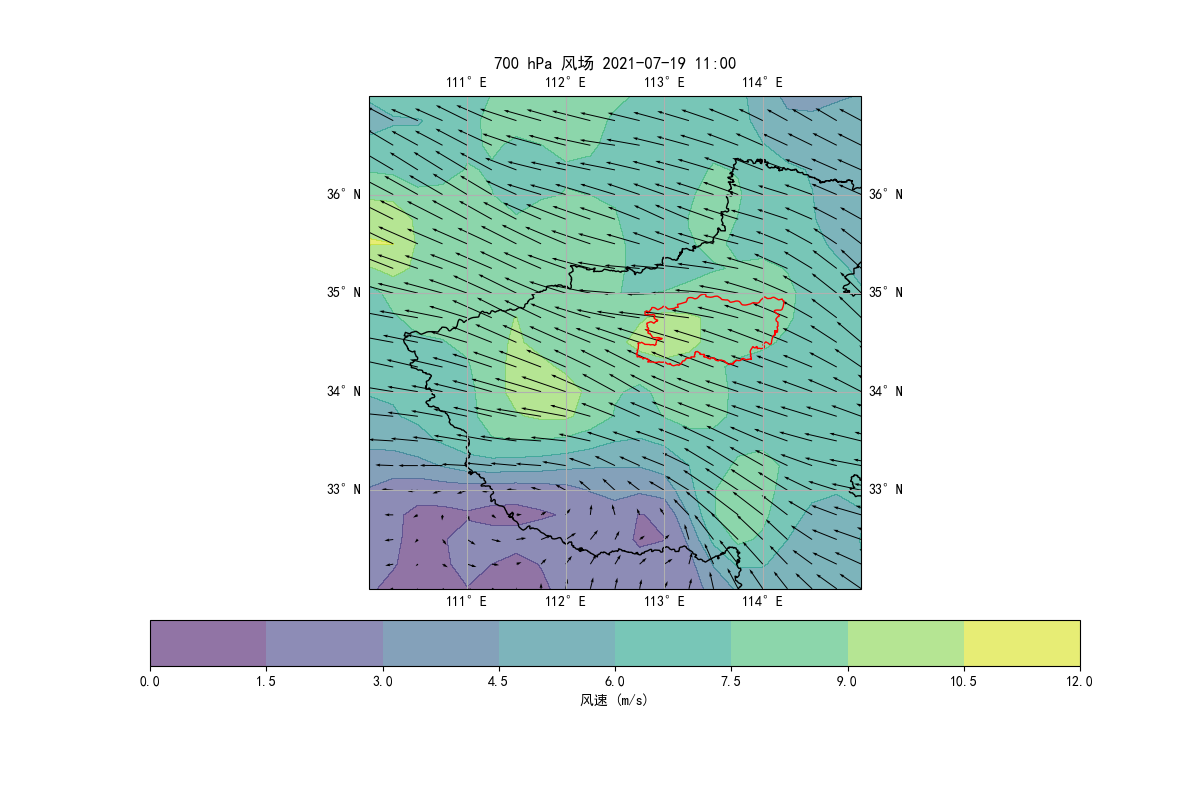 700 hPa 风场 2021-07-19 11:00
111° E 112° E 113° E 114° E
36° N 36° N
35° N 35° N
34° N 34° N
33° N 33° N
111° E 112° E 113° E 114° E
0.0 1.5 3.0 4.5 6.0 7.5 9.0 10.5 12.0
风速 (m/s)